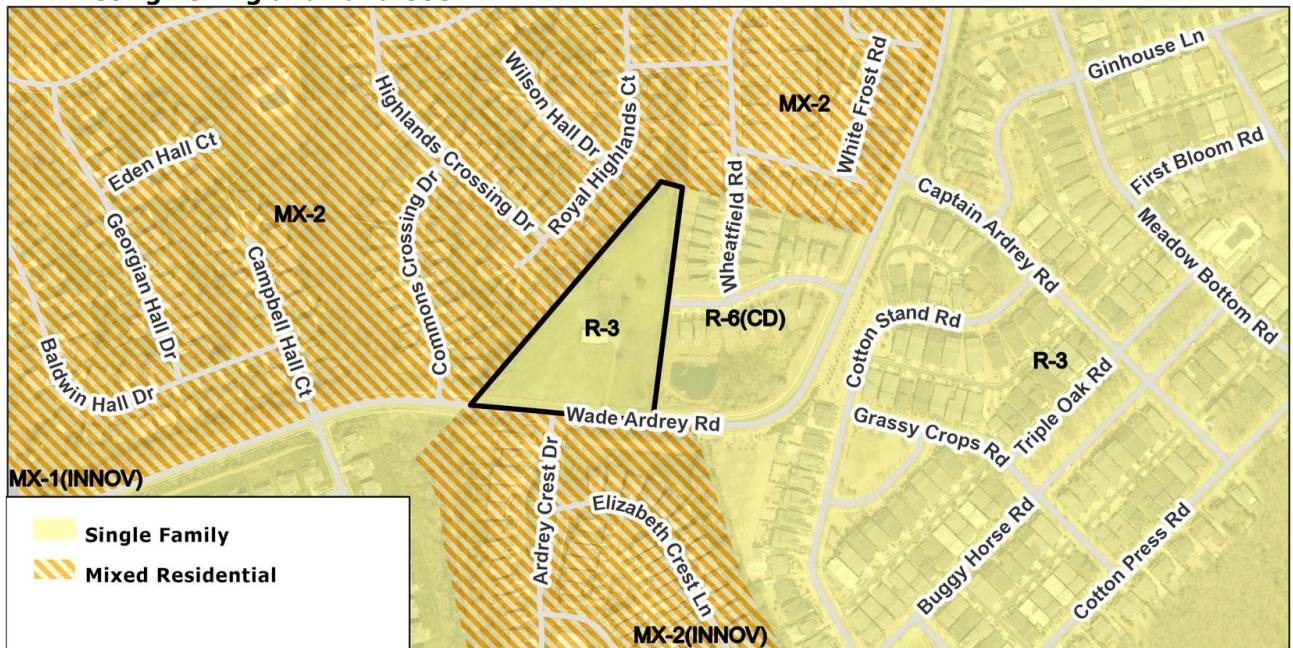 Ginhouse Ln
White Frost Rd
Wilson Hall Dr
Highlands Crossing Dr
Royal Highlands Ct
MX-2
First Bloom Rd
Eden Hall Ct
Captain Ardrey Rd
Wheatfield Rd
Commons Crossing Dr
MX-2
Georgian Hall Dr
Campbell Hall Ct
Meadow Bottom Rd
R-3
R-6(CD)
Cotton Stand Rd
R-3
Baldwin Hall Dr
Triple Oak Rd
Wade Ardrey Rd
Grassy Crops Rd
MX-1(INNOV)
Ardrey Crest Dr
Elizabeth Crest Ln
Buggy Horse Rd
Cotton Press Rd
Single Family
Mixed Residential
MX-2(INNOV)